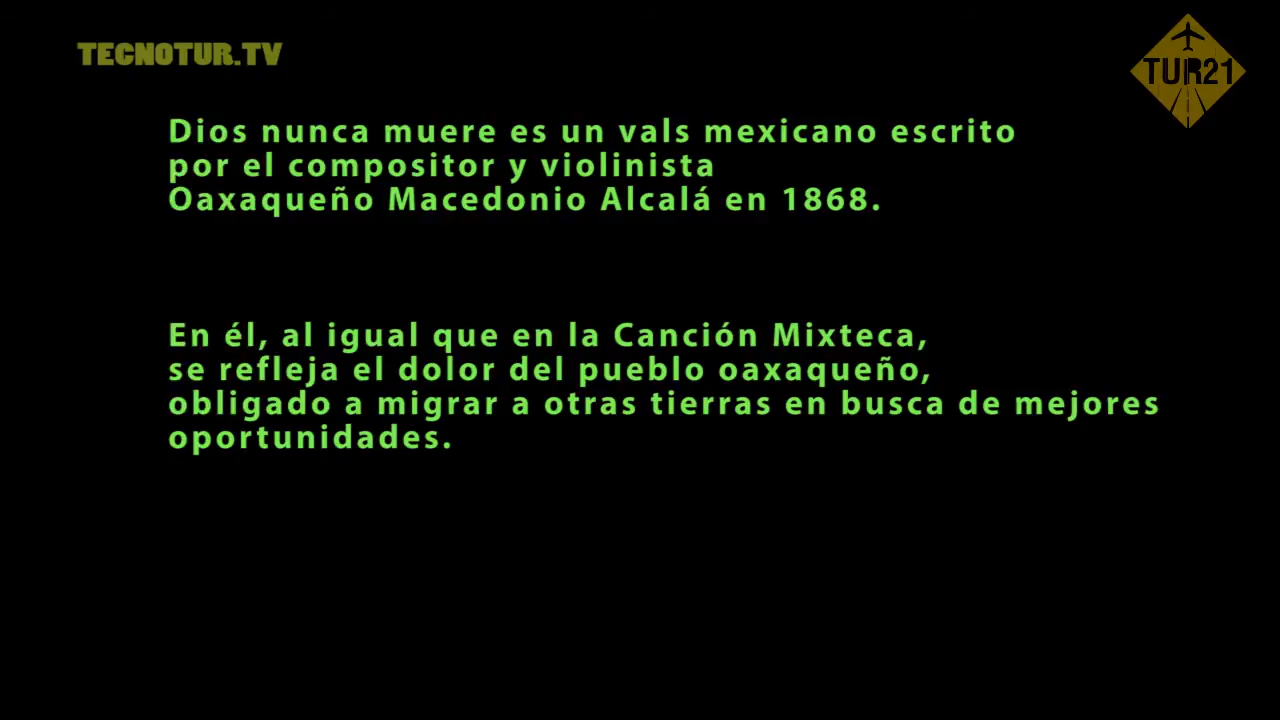 TECNOTUR.TV
TUR21
Dios nunca muere es un vals mexicano escrito
por el compositor y violinista
Oaxaqueño Macedonio Alcalá en 1868.
En él, al igual que en la Canción Mixteca,
se refleja el dolor del pueblo oaxaqueño,
obligado a migrar a otras tierras en busca de mejores
oportunidades.